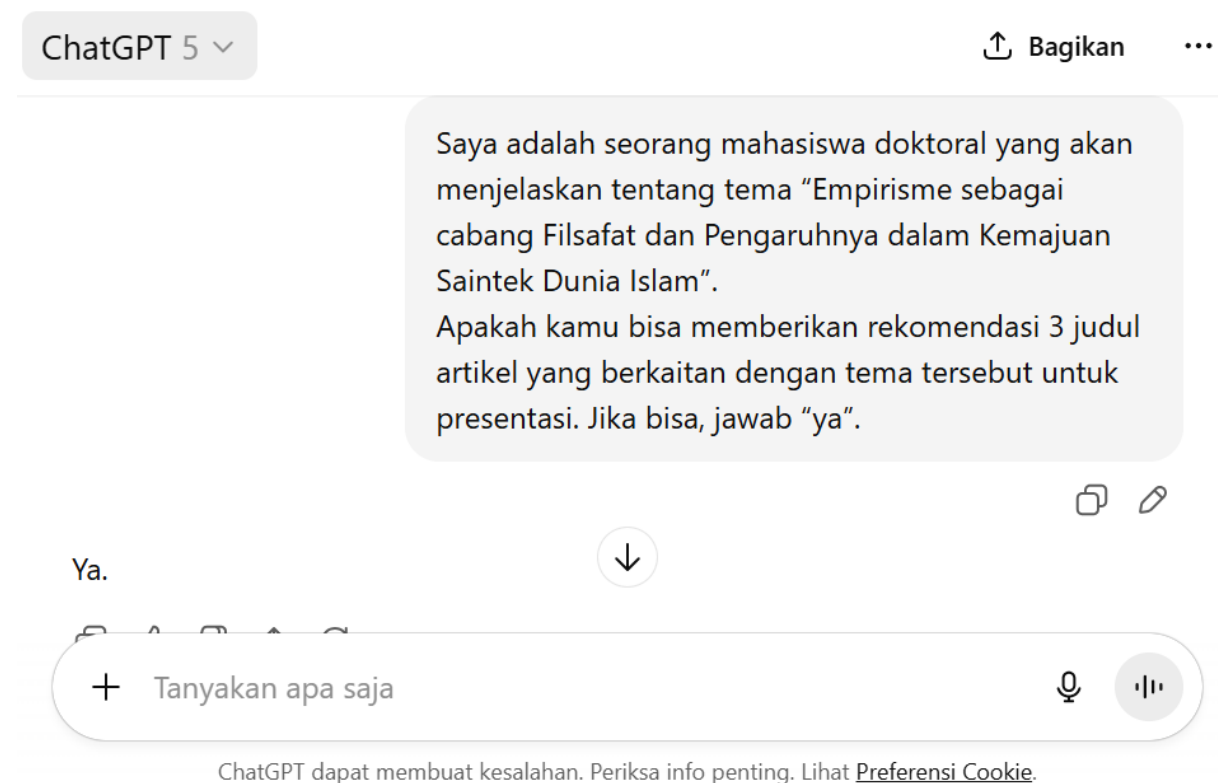 ChatGPT 5
Bagikan
Saya adalah seorang mahasiswa doktoral yang akan
menjelaskan tentang tema “Empirisme sebagai
cabang Filsafat dan Pengaruhnya dalam Kemajuan
Saintek Dunia Islam”.
Apakah kamu bisa memberikan rekomendasi 3 judul
artikel yang berkaitan dengan tema tersebut untuk
presentasi. Jika bisa, jawab “ya”.
Ya.
Tanyakan apa saja
ChatGPT dapat membuat kesalahan. Periksa info penting. Lihat Preferensi Cookie.